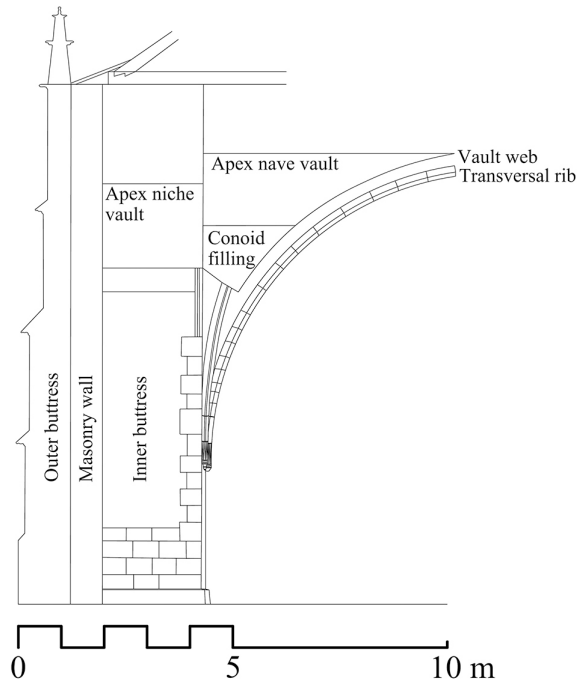 Vault web
Apex nave vault
Transversal rib
Apex niche
vault
Conoid
filling
Outer buttress
Masonry wall
Inner buttress
0
5
10 m